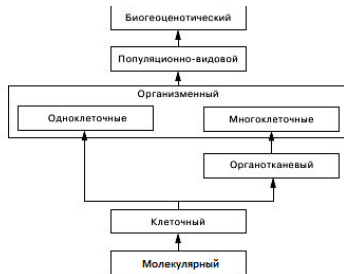 Биогеоценотический
Популяционно-видовой
Организменный
Одноклеточные
Многоклеточные
Органотканевый
Клеточный
Молекулярный